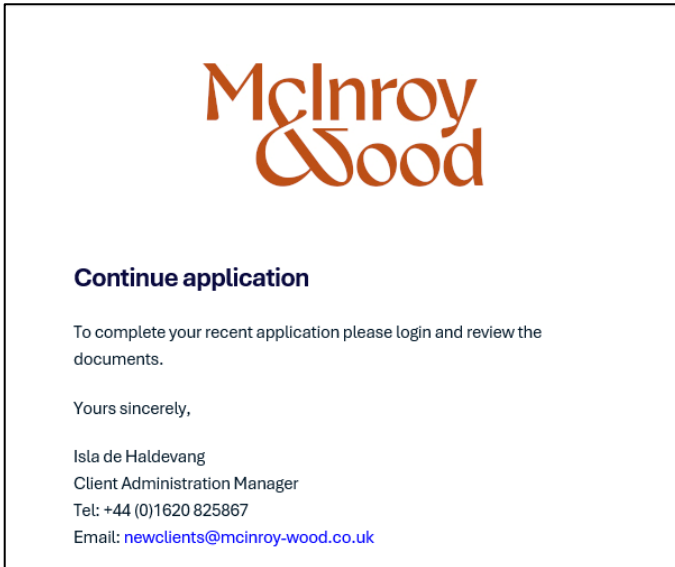 McInroy
&Wood
Continue application
To complete your recent application please login and review the
documents.
Yours sincerely,
Isla de Haldevang
Client Administration Manager
Tel: +44 (0)1620 825867
Email: newclients@mcinroy-wood.co.uk